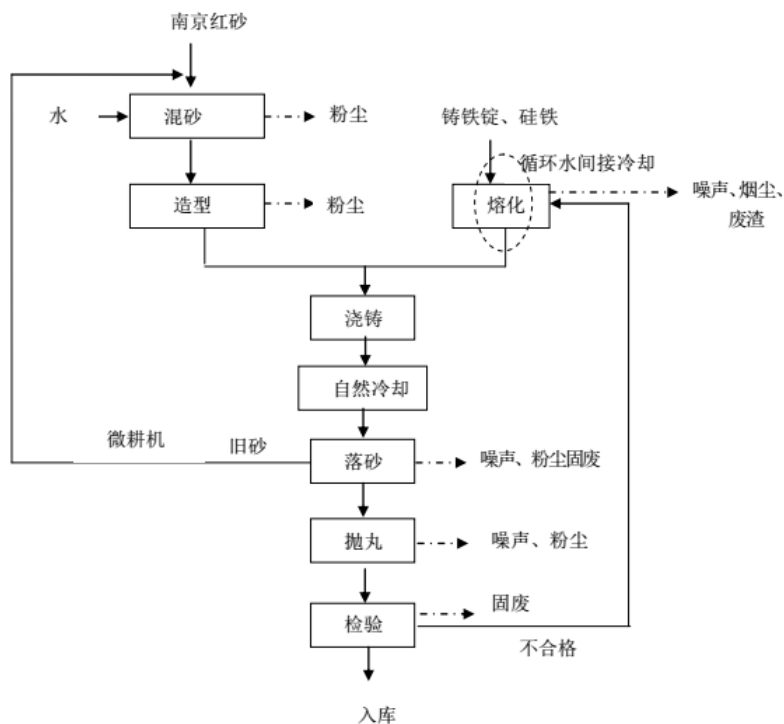 南京红砂
水
混砂
粉尘
铸铁锭、硅铁
循环水间接冷却
造型
粉尘
熔化
噪声、烟尘、
废渣
浇铸
自然冷却
微耕机
旧砂
落砂
噪声、粉尘固废
抛丸
噪声、粉尘
固废
检验
不合格
入库